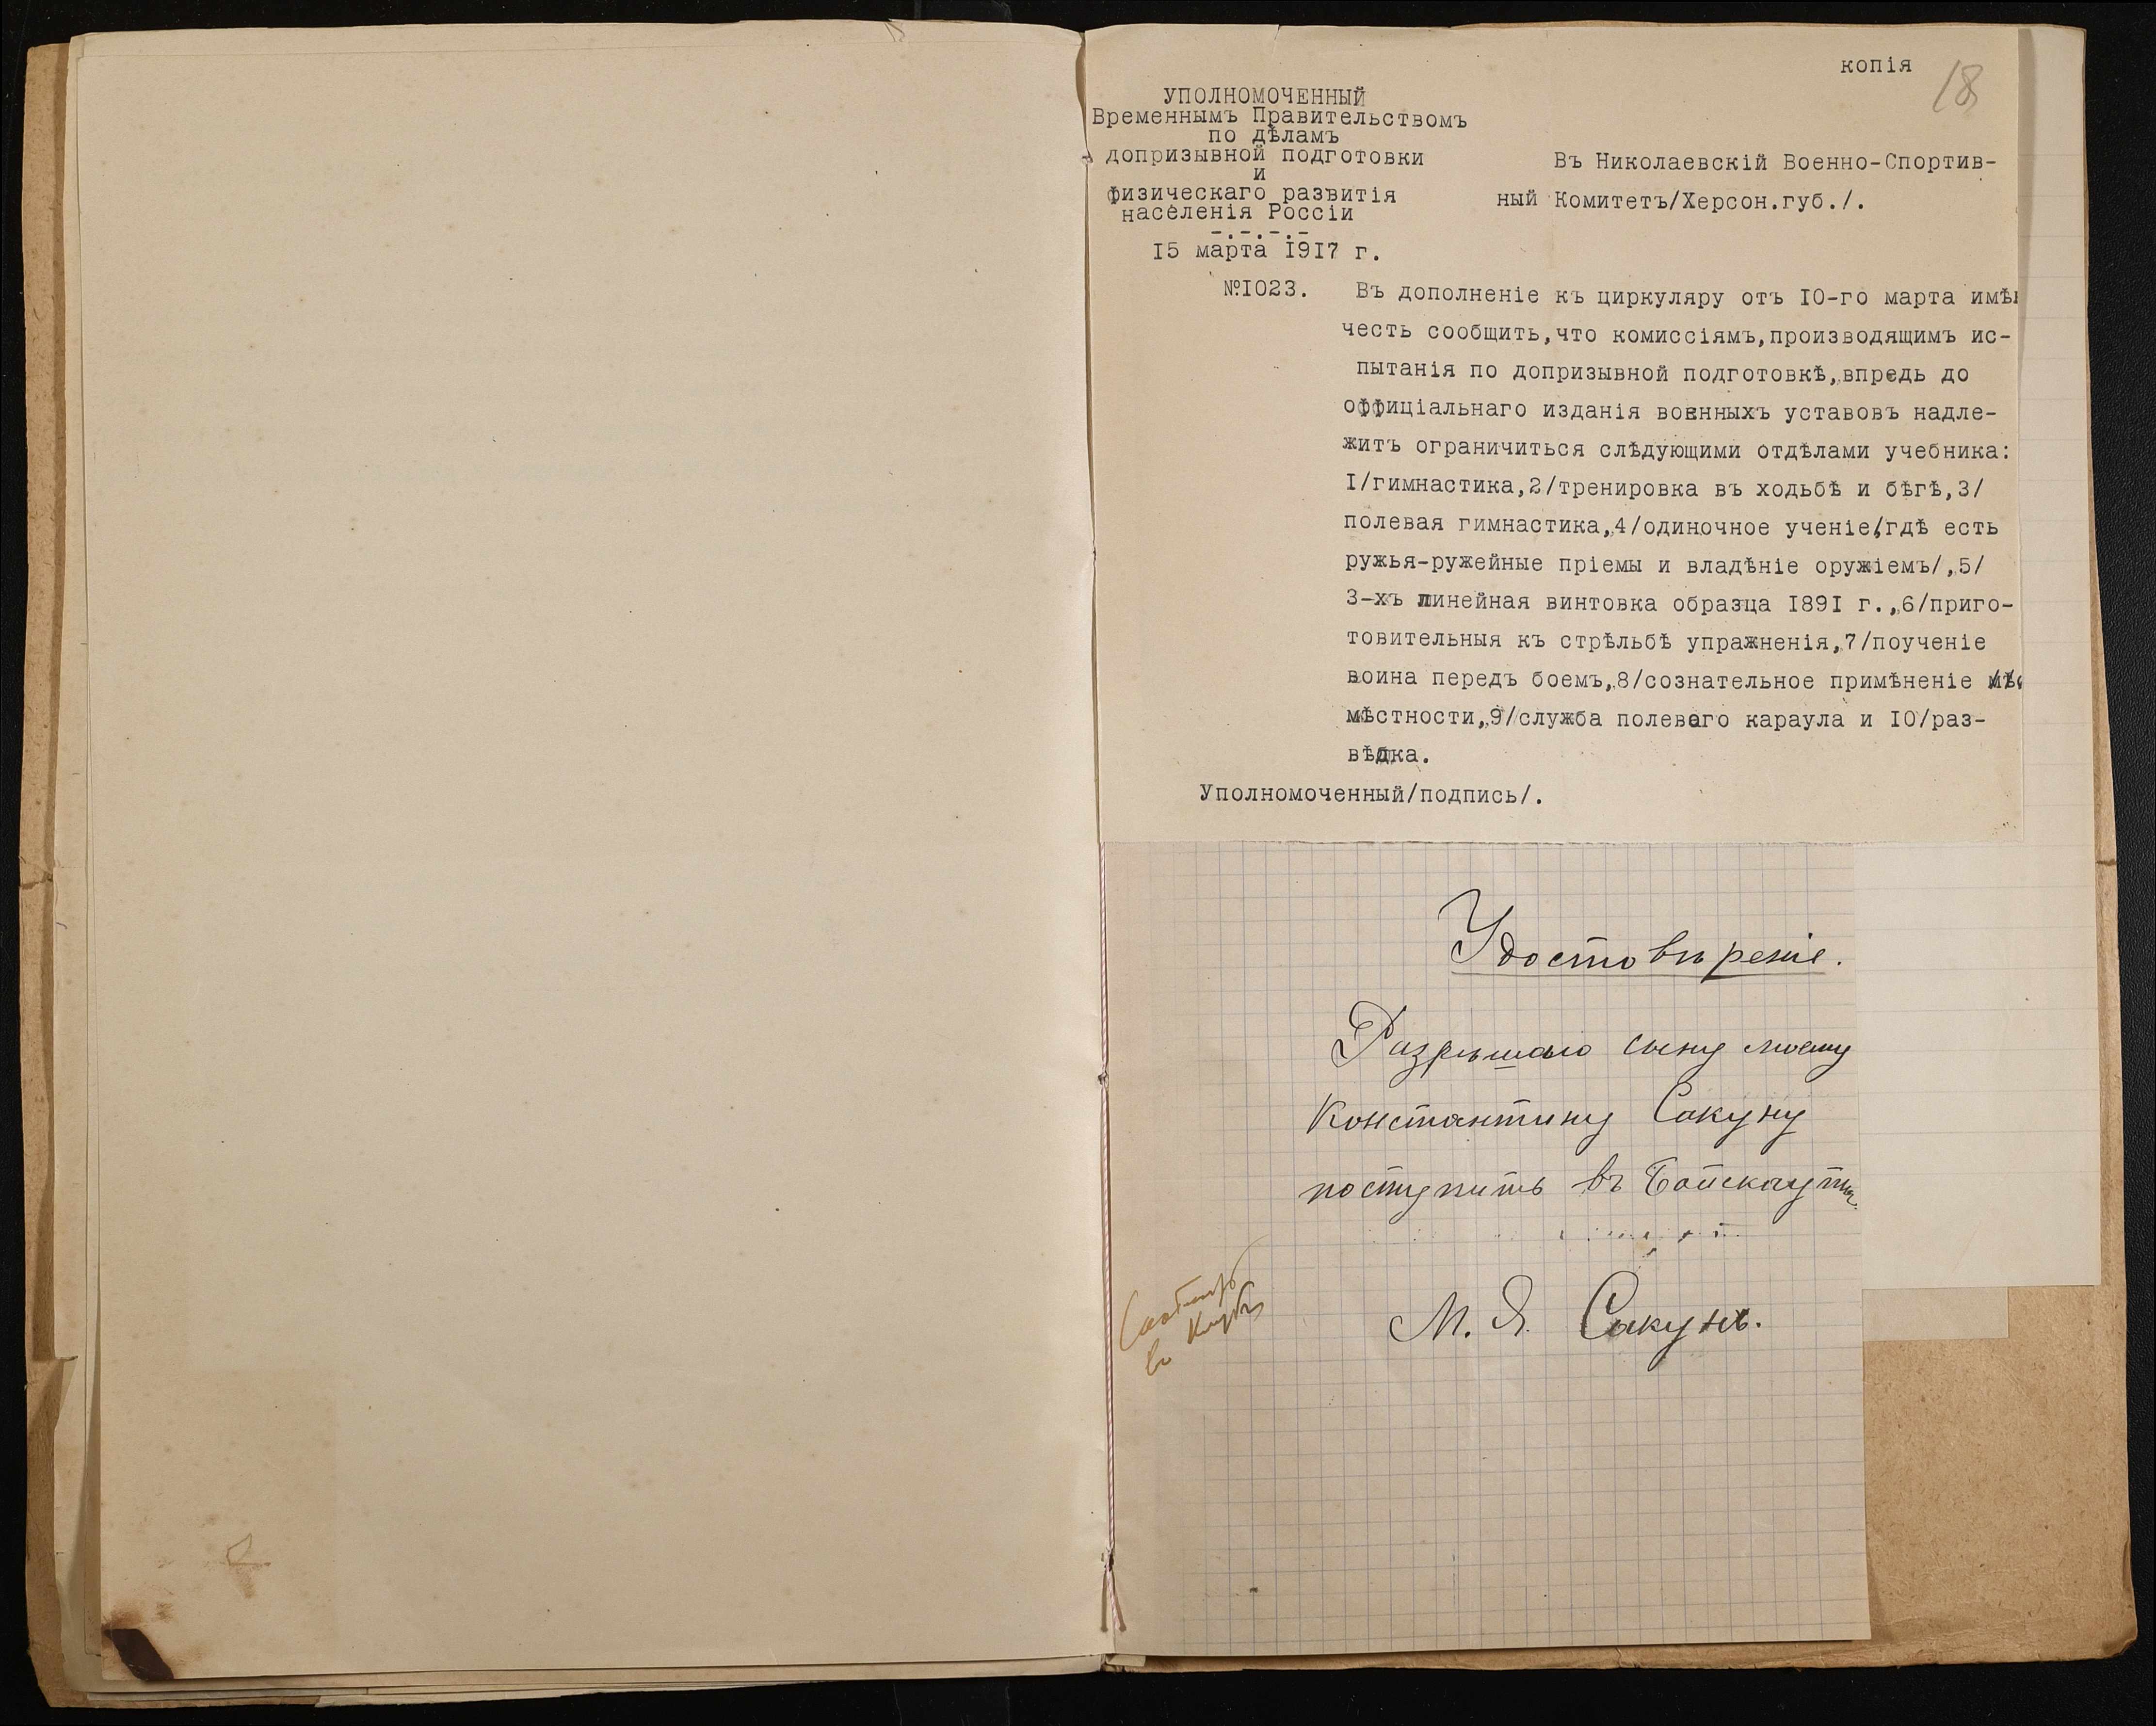 копія
18
УПОЛНОМОЧЕННЫЙ
Временнымъ Правительствомъ
по дѣламъ
допризывной подготовки
и
физическаго развитія
населенія Россіи
-.-.-.-
15 марта 1917 г.
№1023.
Въ Николаевскій Военно-Спортив-
ный Комитетъ/Херсон.губ./.
Въ дополненіе къ циркуляру отъ 10-го марта имѣ
честь сообщить,что комиссіямъ,производящимъ ис-
пытанія по допризывной подготовкѣ,впредь до
оффиціальнаго изданія военныхъ уставовъ надле-
житъ ограничиться слѣдующими отдѣлами учебника:
I/гимнастика,2/тренировка въ ходьбѣ и бѣгѣ,3/
полевая гимнастика,4/одиночное ученіе/гдѣ есть
ружья-ружейные пріемы и владѣніе оружіемъ/,5/
3-хъ линейная винтовка образца 1891 г.,6/приго-
товительныя къ стрѣльбѣ упражненія,7/поученіе
воина передъ боемъ,8/сознательное примѣненіе
мѣстности,9/служба полеваго караула и 10/раз-
вѣдка.
Уполномоченный/подпись/.
Удостовѣреніе.
Разрѣшаю сыну моему
Константину Сакуну
поступить въ Бойскауты.
М. Я. Сакунъ.